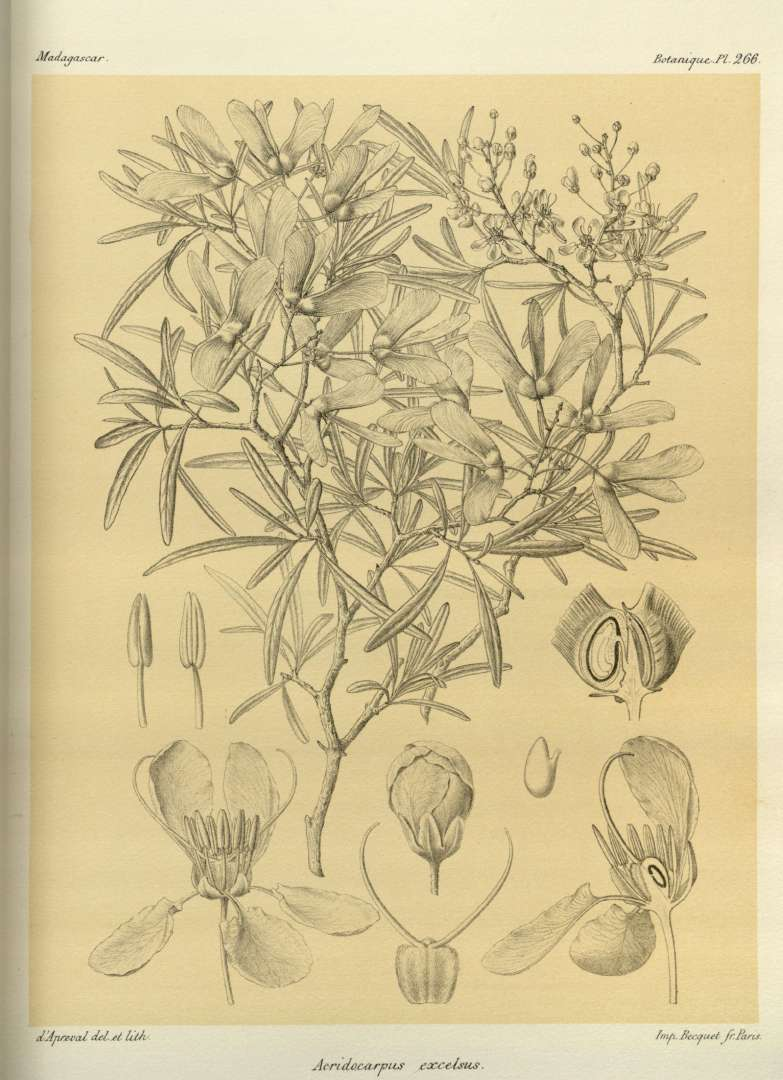 Madagascar.
Botanique. Pl. 266.
d'Apreval del. et lith.
Imp. Becquet fr. Paris.
Acridocarpus excelsus.